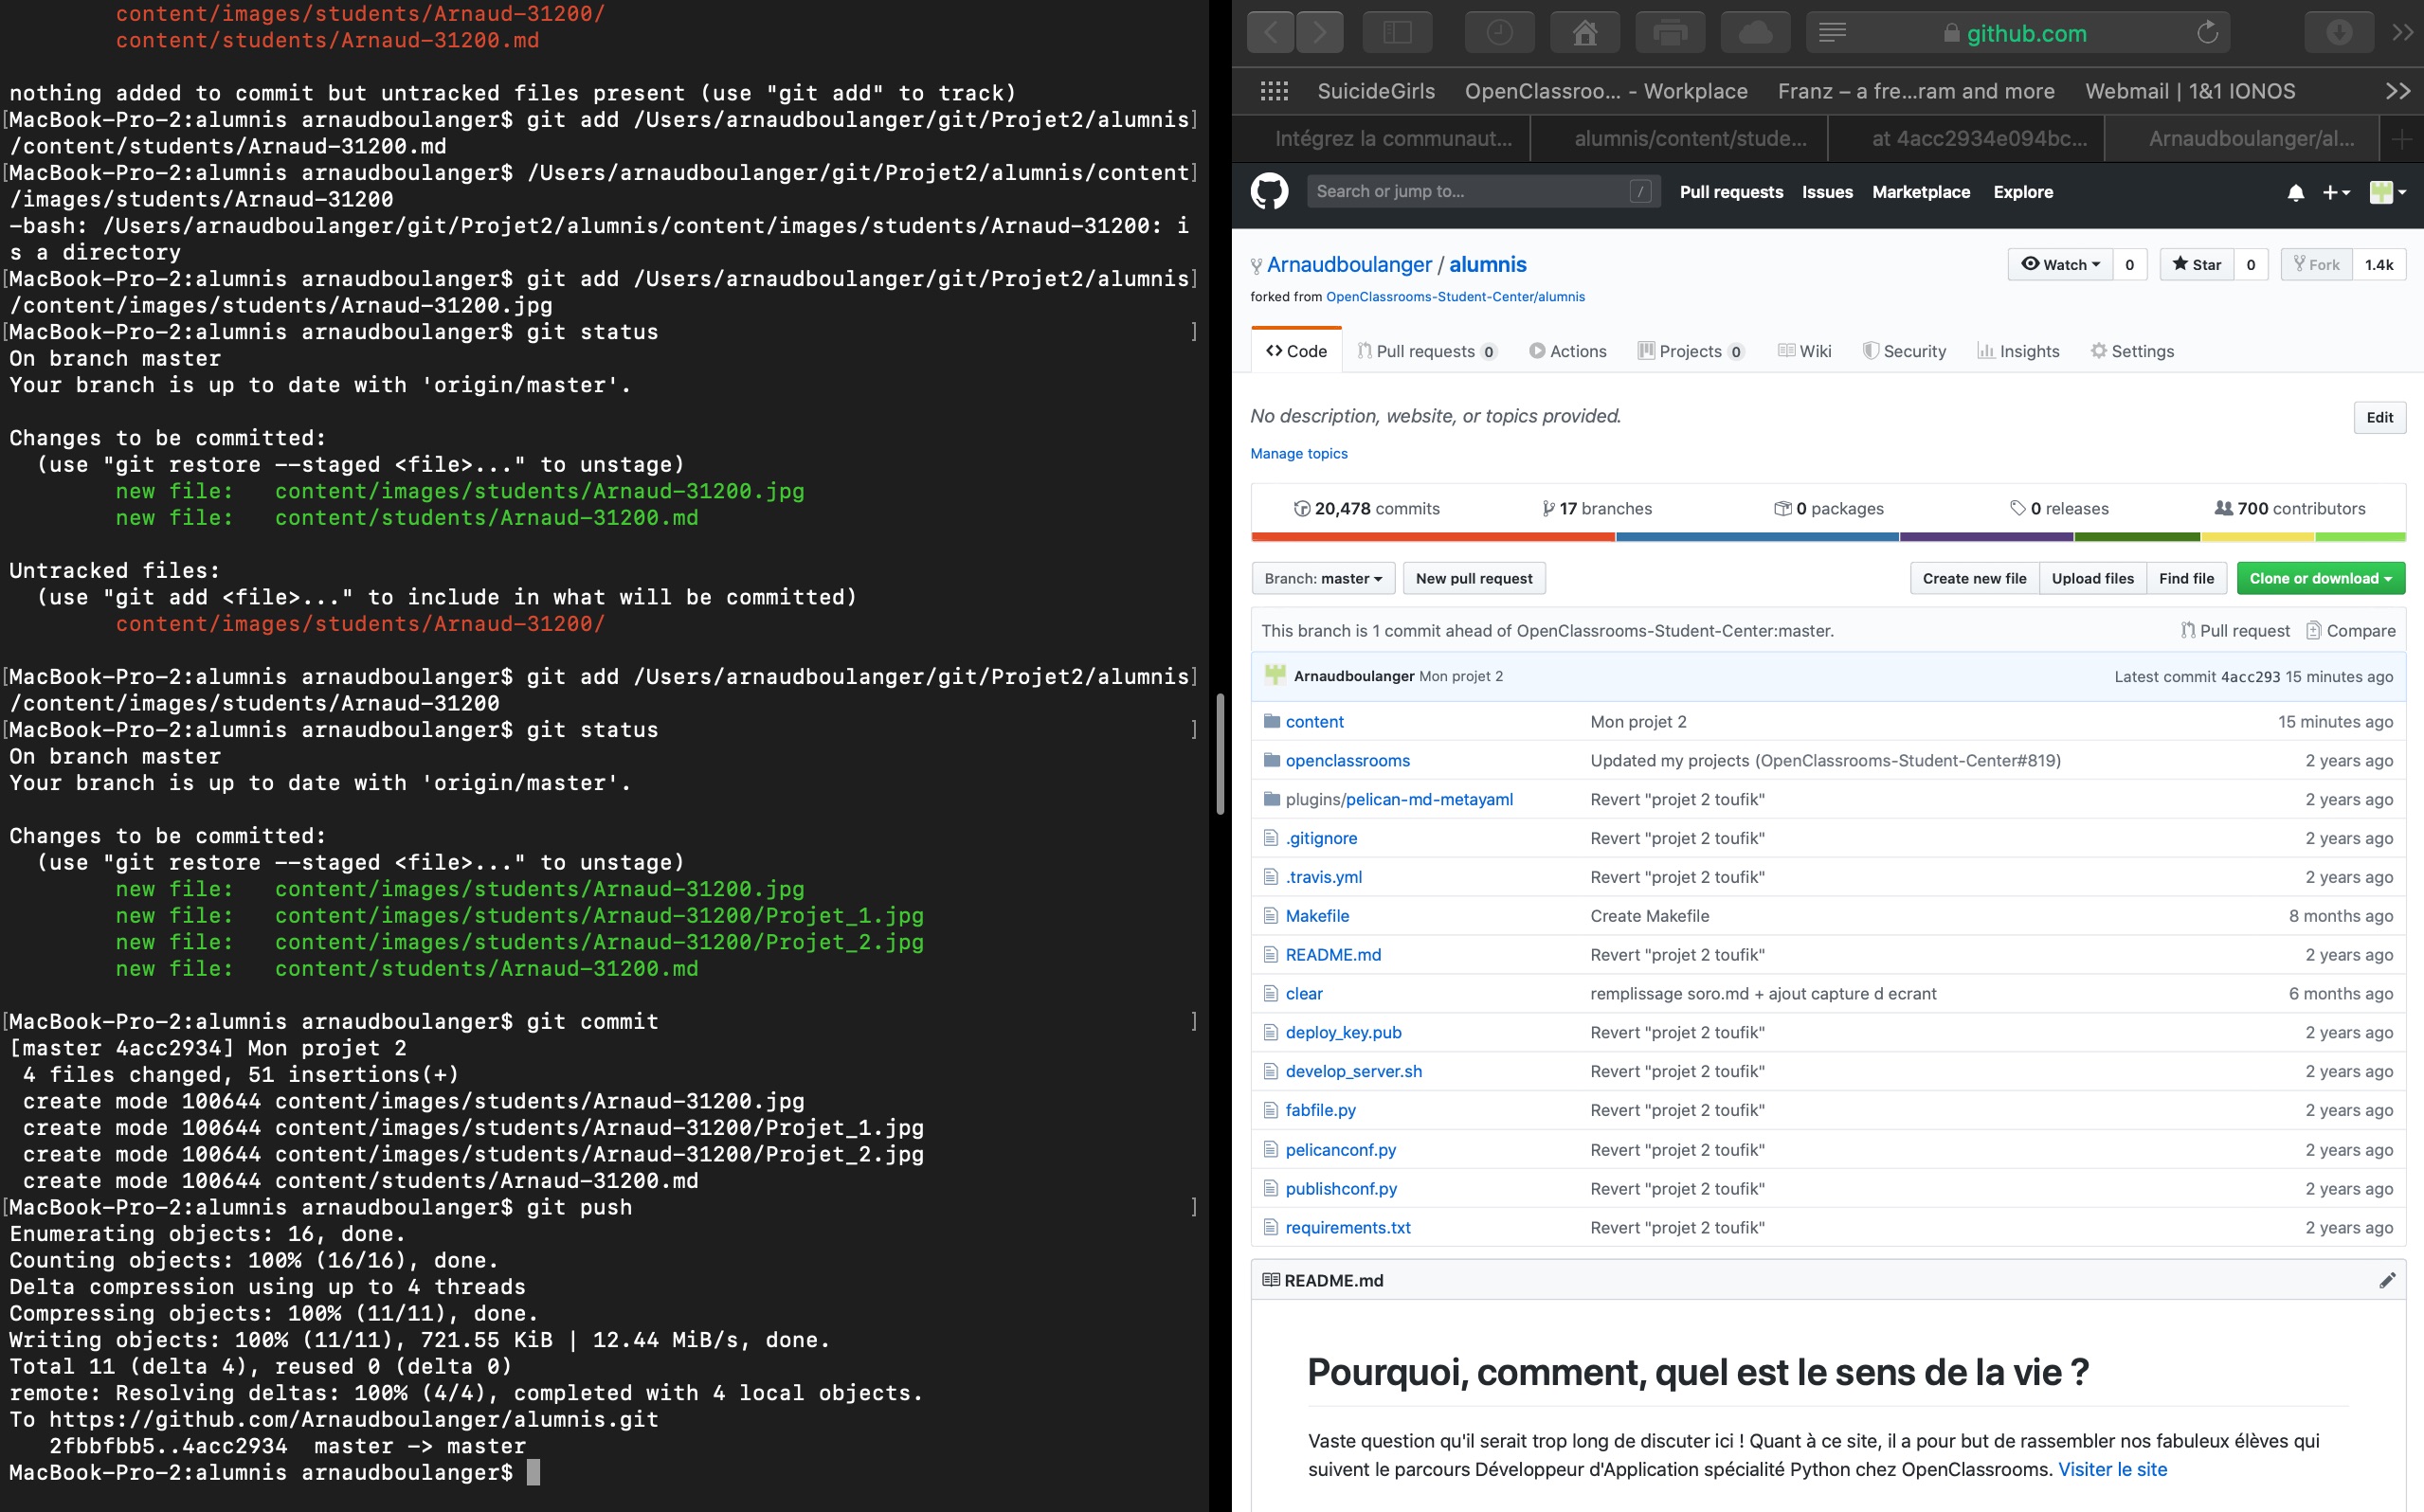 content/images/students/Arnaud-31200/
content/students/Arnaud-31200.md
nothing added to commit but untracked files present (use "git add" to track)
[MacBook-Pro-2:alumnis arnaudboulanger$ git add /Users/arnaudboulanger/git/Projet2/alumnis]
/content/students/Arnaud-31200.md
[MacBook-Pro-2:alumnis arnaudboulanger$ /Users/arnaudboulanger/git/Projet2/alumnis/content]
/images/students/Arnaud-31200
-bash: /Users/arnaudboulanger/git/Projet2/alumnis/content/images/students/Arnaud-31200: i
s a directory
[MacBook-Pro-2:alumnis arnaudboulanger$ git add /Users/arnaudboulanger/git/Projet2/alumnis]
/content/images/students/Arnaud-31200.jpg
[MacBook-Pro-2:alumnis arnaudboulanger$ git status ]
On branch master
Your branch is up to date with 'origin/master'.
Changes to be committed:
(use "git restore --staged <file>..." to unstage)
new file: content/images/students/Arnaud-31200.jpg
new file: content/students/Arnaud-31200.md
Untracked files:
(use "git add <file>..." to include in what will be committed)
content/images/students/Arnaud-31200/
[MacBook-Pro-2:alumnis arnaudboulanger$ git add /Users/arnaudboulanger/git/Projet2/alumnis]
/content/images/students/Arnaud-31200
[MacBook-Pro-2:alumnis arnaudboulanger$ git status ]
On branch master
Your branch is up to date with 'origin/master'.
Changes to be committed:
(use "git restore --staged <file>..." to unstage)
new file: content/images/students/Arnaud-31200.jpg
new file: content/images/students/Arnaud-31200/Projet_1.jpg
new file: content/images/students/Arnaud-31200/Projet_2.jpg
new file: content/students/Arnaud-31200.md
[MacBook-Pro-2:alumnis arnaudboulanger$ git commit ]
[master 4acc2934] Mon projet 2
4 files changed, 51 insertions(+)
create mode 100644 content/images/students/Arnaud-31200.jpg
create mode 100644 content/images/students/Arnaud-31200/Projet_1.jpg
create mode 100644 content/images/students/Arnaud-31200/Projet_2.jpg
create mode 100644 content/students/Arnaud-31200.md
[MacBook-Pro-2:alumnis arnaudboulanger$ git push ]
Enumerating objects: 16, done.
Counting objects: 100% (16/16), done.
Delta compression using up to 4 threads
Compressing objects: 100% (11/11), done.
Writing objects: 100% (11/11), 721.55 KiB | 12.44 MiB/s, done.
Total 11 (delta 4), reused 0 (delta 0)
remote: Resolving deltas: 100% (4/4), completed with 4 local objects.
To https://github.com/Arnaudboulanger/alumnis.git
2fbbfbb5..4acc2934 master -> master
MacBook-Pro-2:alumnis arnaudboulanger$
github.com
SuicideGirls OpenClassroo... - Workplace Franz – a fre...ram and more Webmail | 1&1 IONOS
Intégrez la communaut... alumnis/content/stude... at 4acc2934e094bc... Arnaudboulanger/al...
Search or jump to... / Pull requests Issues Marketplace Explore
Arnaudboulanger / alumnis Watch 0 Star 0 Fork 1.4k
forked from OpenClassrooms-Student-Center/alumnis
Code Pull requests 0 Actions Projects 0 Wiki Security Insights Settings
No description, website, or topics provided. Edit
Manage topics
20,478 commits 17 branches 0 packages 0 releases 700 contributors
Branch: master New pull request Create new file Upload files Find file Clone or download
This branch is 1 commit ahead of OpenClassrooms-Student-Center:master. Pull request Compare
Arnaudboulanger Mon projet 2 Latest commit 4acc293 15 minutes ago
content Mon projet 2 15 minutes ago
openclassrooms Updated my projects (OpenClassrooms-Student-Center#819) 2 years ago
plugins/pelican-md-metayaml Revert "projet 2 toufik" 2 years ago
.gitignore Revert "projet 2 toufik" 2 years ago
.travis.yml Revert "projet 2 toufik" 2 years ago
Makefile Create Makefile 8 months ago
README.md Revert "projet 2 toufik" 2 years ago
clear remplissage soro.md + ajout capture d ecrant 6 months ago
deploy_key.pub Revert "projet 2 toufik" 2 years ago
develop_server.sh Revert "projet 2 toufik" 2 years ago
fabfile.py Revert "projet 2 toufik" 2 years ago
pelicanconf.py Revert "projet 2 toufik" 2 years ago
publishconf.py Revert "projet 2 toufik" 2 years ago
requirements.txt Revert "projet 2 toufik" 2 years ago
README.md
Pourquoi, comment, quel est le sens de la vie ?
Vaste question qu'il serait trop long de discuter ici ! Quant à ce site, il a pour but de rassembler nos fabuleux élèves qui
suivent le parcours Développeur d'Application spécialité Python chez OpenClassrooms. Visiter le site